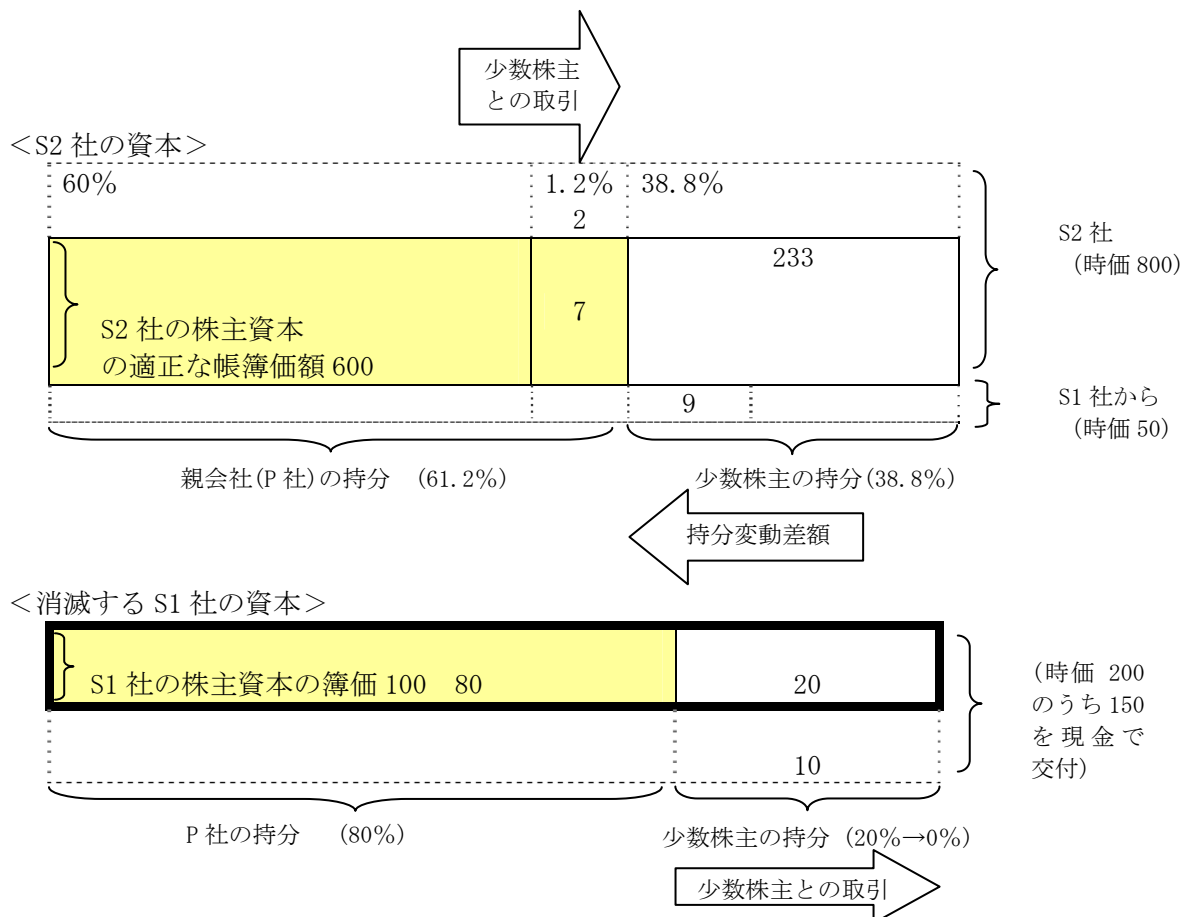 少数株主
との取引
＜S2 社の資本＞
60% 1.2% 38.8%
2
233
S2 社
（時価 800）
7
S2 社の株主資本
の適正な帳簿価額 600
9
S1 社から
（時価 50）
親会社(P 社)の持分 (61.2%)
少数株主の持分(38.8%)
持分変動差額
＜消滅する S1 社の資本＞
S1 社の株主資本の簿価 100 80
20
（時価 200
のうち 150
を現金で
交付）
10
P 社の持分 (80%)
少数株主の持分 (20%→0%)
少数株主との取引